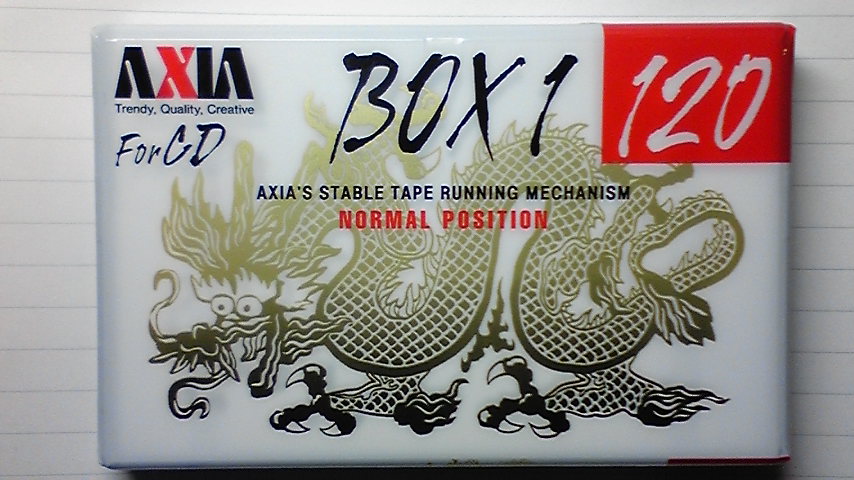 AXIA
Trendy, Quality, Creative
For CD
BOX 1
120
AXIA'S STABLE TAPE RUNNING MECHANISM
NORMAL POSITION